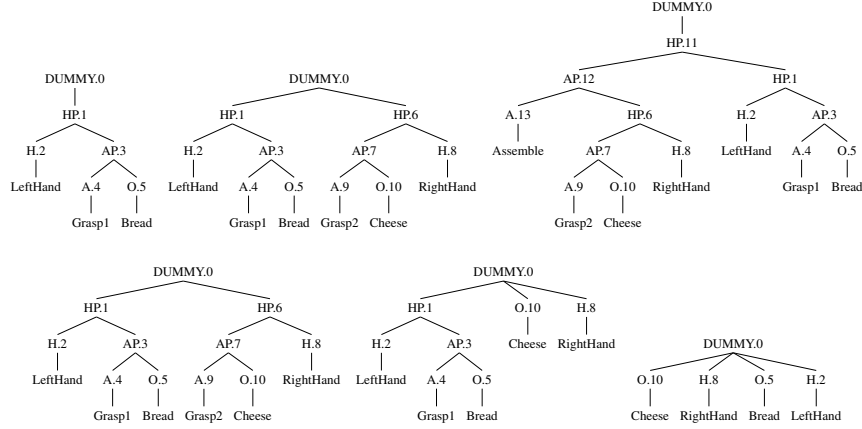 DUMMY.0
HP.1
H.2 AP.3
LeftHand A.4 O.5
Grasp1 Bread
DUMMY.0
HP.1 HP.6
H.2 AP.3 AP.7 H.8
LeftHand A.4 O.5 A.9 O.10 RightHand
Grasp1 Bread Grasp2 Cheese
DUMMY.0
HP.11
AP.12 HP.1
A.13 HP.6 H.2 AP.3
Assemble AP.7 H.8 LeftHand A.4 O.5
A.9 O.10 RightHand Grasp1 Bread
Grasp2 Cheese
DUMMY.0
HP.1 HP.6
H.2 AP.3 AP.7 H.8
LeftHand A.4 O.5 A.9 O.10 RightHand
Grasp1 Bread Grasp2 Cheese
DUMMY.0
HP.1 O.10 H.8
H.2 AP.3 Cheese RightHand
LeftHand A.4 O.5
Grasp1 Bread
DUMMY.0
O.10 H.8 O.5 H.2
Cheese RightHand Bread LeftHand